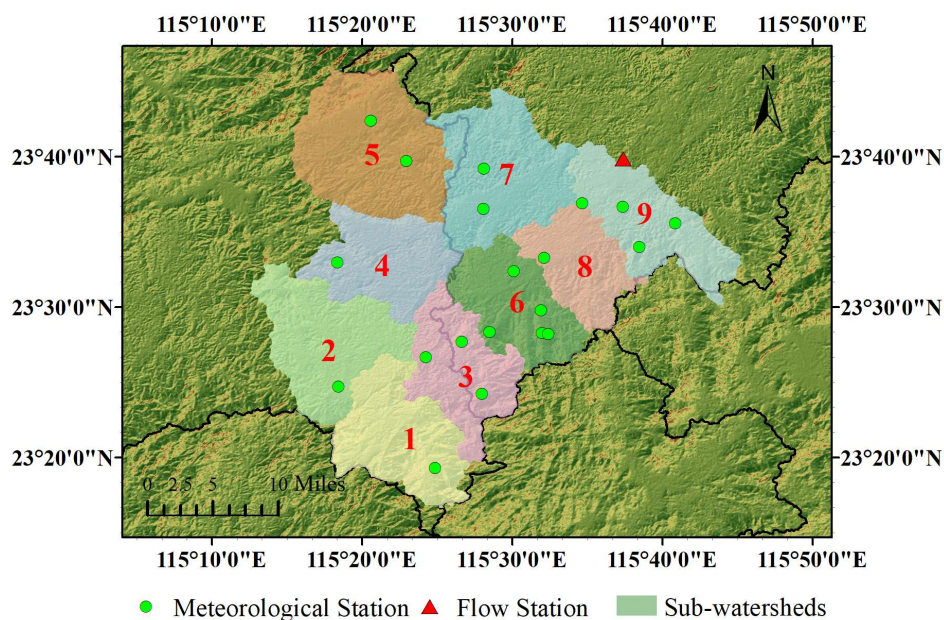 115°10'0"E 115°20'0"E 115°30'0"E 115°40'0"E 115°50'0"E
N
5
23°40'0"N 7 23°40'0"N
9
4 8
6
23°30'0"N 23°30'0"N
2
3
1
23°20'0"N 23°20'0"N
0 2.5 5 10 Miles
115°10'0"E 115°20'0"E 115°30'0"E 115°40'0"E 115°50'0"E
Meteorological Station Flow Station Sub-watersheds